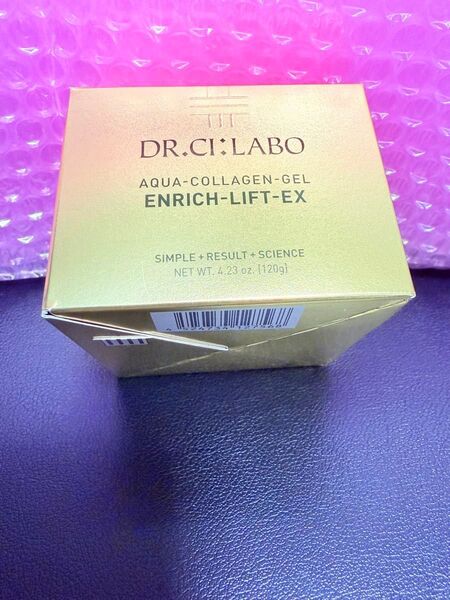 DR.CI:LABO
AQUA-COLLAGEN-GEL
ENRICH-LIFT-EX
SIMPLE + RESULT + SCIENCE
NET WT. 4.23 oz. (120g)